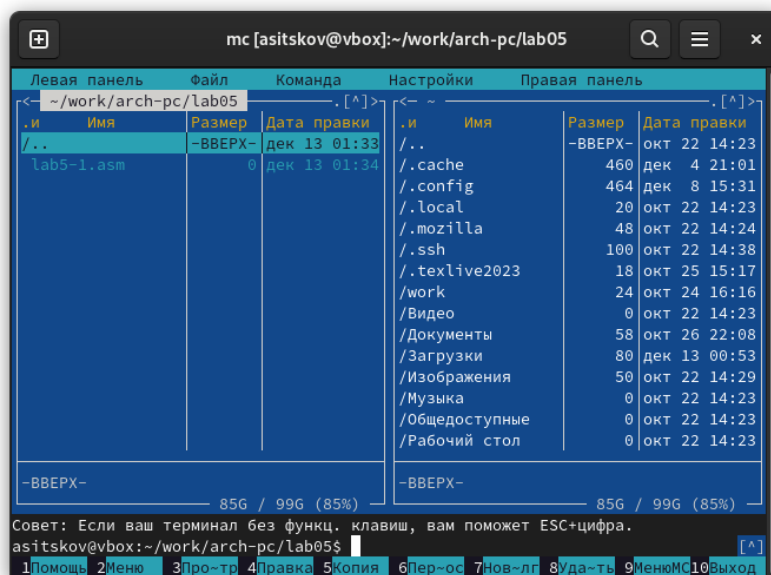 mc [asitskov@vbox]:~/work/arch-pc/lab05
Левая панель Файл Команда Настройки Правая панель
<— ~/work/arch-pc/lab05 —.[^]>
.и Имя Размер Дата правки
/.. -ВВЕРХ- дек 13 01:33
lab5-1.asm 0 дек 13 01:34
-ВВЕРХ-
85G / 99G (85%)
<— ~ —.[^]>
.и Имя Размер Дата правки
/.. -ВВЕРХ- окт 22 14:23
/.cache 460 дек 4 21:01
/.config 464 дек 8 15:31
/.local 20 окт 22 14:23
/.mozilla 48 окт 22 14:24
/.ssh 100 окт 22 14:38
/.texlive2023 18 окт 25 15:17
/work 24 окт 24 16:16
/Видео 0 окт 22 14:23
/Документы 58 окт 26 22:08
/Загрузки 80 дек 13 00:53
/Изображения 50 окт 22 14:29
/Музыка 0 окт 22 14:23
/Общедоступные 0 окт 22 14:23
/Рабочий стол 0 окт 22 14:23
-ВВЕРХ-
85G / 99G (85%)
Совет: Если ваш терминал без функц. клавиш, вам поможет ESC+цифра.
asitskov@vbox:~/work/arch-pc/lab05$ [^]
1Помощь 2Меню 3Про~тр 4Правка 5Копия 6Пер~ос 7Нов~лг 8Уда~ть 9МенюМС 10Выход